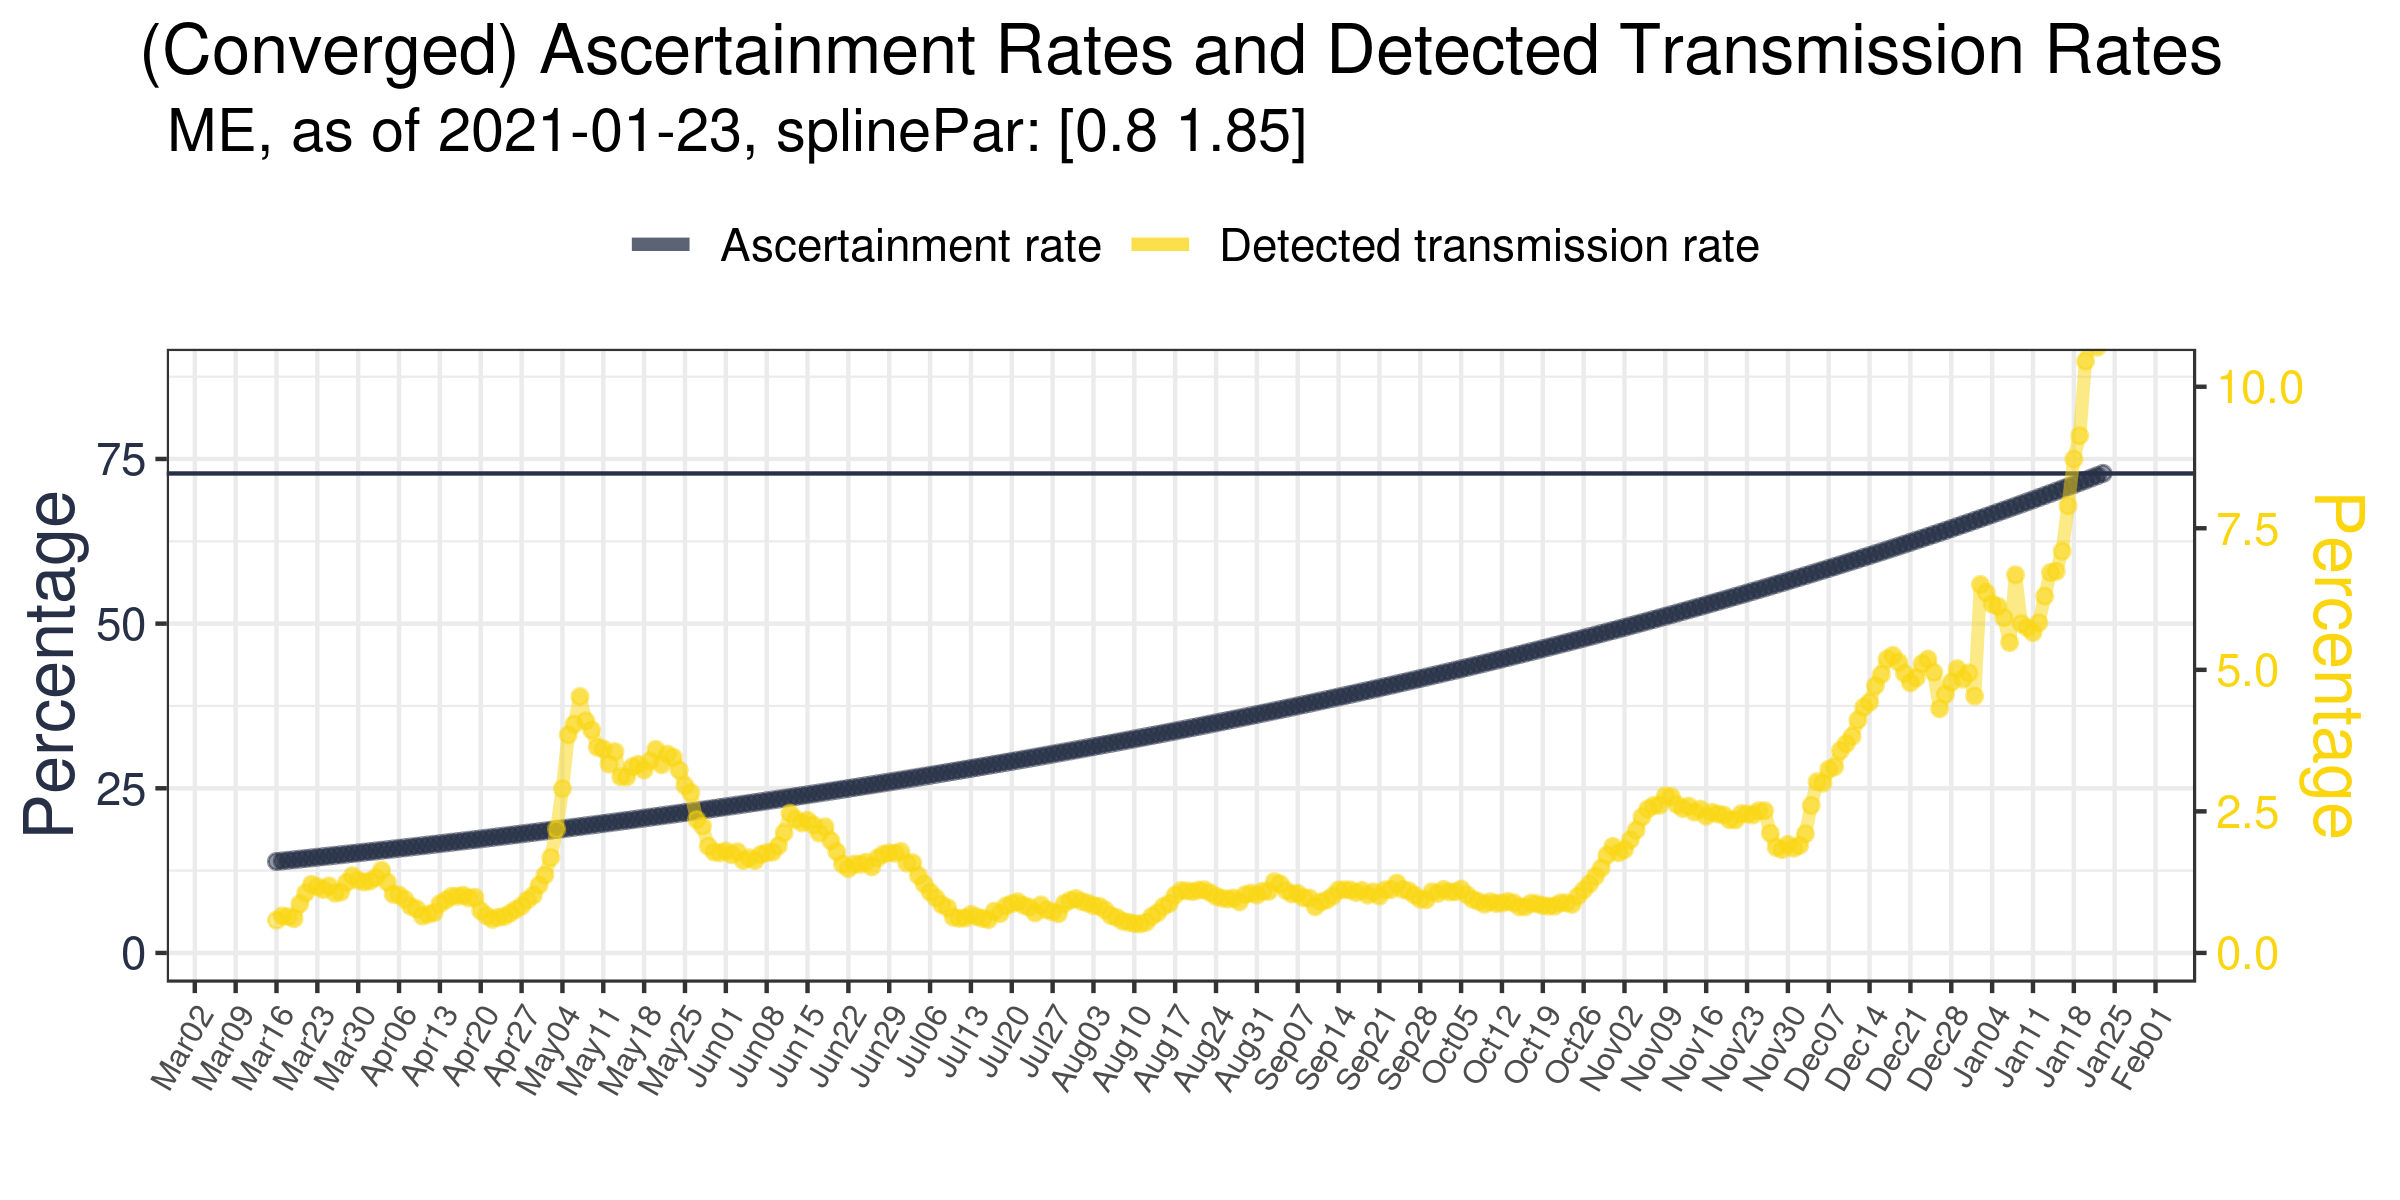 (Converged) Ascertainment Rates and Detected Transmission Rates
ME, as of 2021-01-23, splinePar: [0.8 1.85]
Ascertainment rate
Detected transmission rate
Percentage
75
50
25
0
10.0
7.5
5.0
2.5
0.0
Percentage
Mar02
Mar09
Mar16
Mar23
Mar30
Apr06
Apr13
Apr20
Apr27
May04
May11
May18
May25
Jun01
Jun08
Jun15
Jun22
Jun29
Jul06
Jul13
Jul20
Jul27
Aug03
Aug10
Aug17
Aug24
Aug31
Sep07
Sep14
Sep21
Sep28
Oct05
Oct12
Oct19
Oct26
Nov02
Nov09
Nov16
Nov23
Nov30
Dec07
Dec14
Dec21
Dec28
Jan04
Jan11
Jan18
Jan25
Feb01